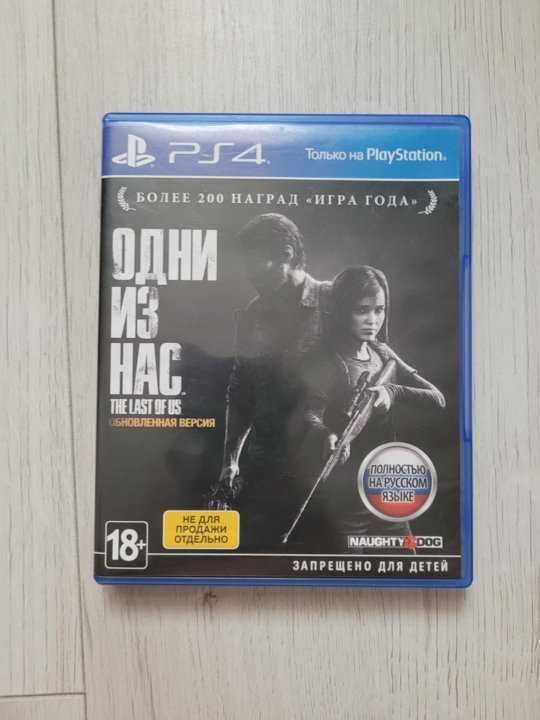 PS4
Только на PlayStation
БОЛЕЕ 200 НАГРАД «ИГРА ГОДА»
ОДНИ
ИЗ
НАС
THE LAST OF US
ОБНОВЛЕННАЯ ВЕРСИЯ
ПОЛНОСТЬЮ
НА РУССКОМ
ЯЗЫКЕ
НЕ ДЛЯ
ПРОДАЖИ
ОТДЕЛЬНО
18+
NAUGHTY DOG
ЗАПРЕЩЕНО ДЛЯ ДЕТЕЙ